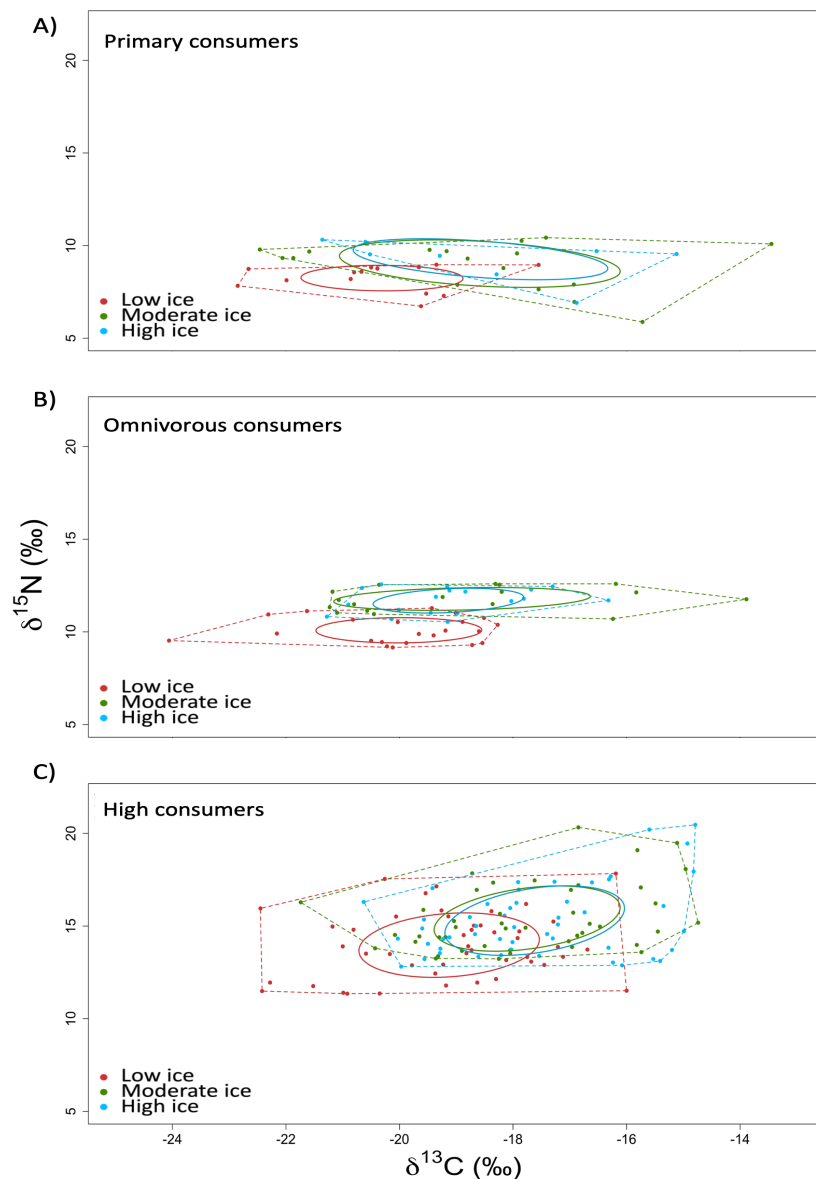 A)
Primary consumers
20
15
10
5
Low ice
Moderate ice
High ice
B)
Omnivorous consumers
20
15
10
5
Low ice
Moderate ice
High ice
δ¹⁵N (‰)
C)
High consumers
20
15
10
5
Low ice
Moderate ice
High ice
-24 -22 -20 -18 -16 -14
δ¹³C (‰)